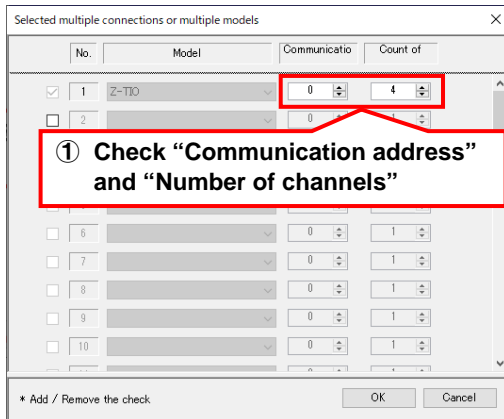 Selected multiple connections or multiple models
No. Model Communicatio Count of
1 Z-TIO 0 4
2 0 1
① Check “Communication address”
and “Number of channels”
6 0 1
7 0 1
8 0 1
9 0 1
10 0 1
* Add / Remove the check OK Cancel